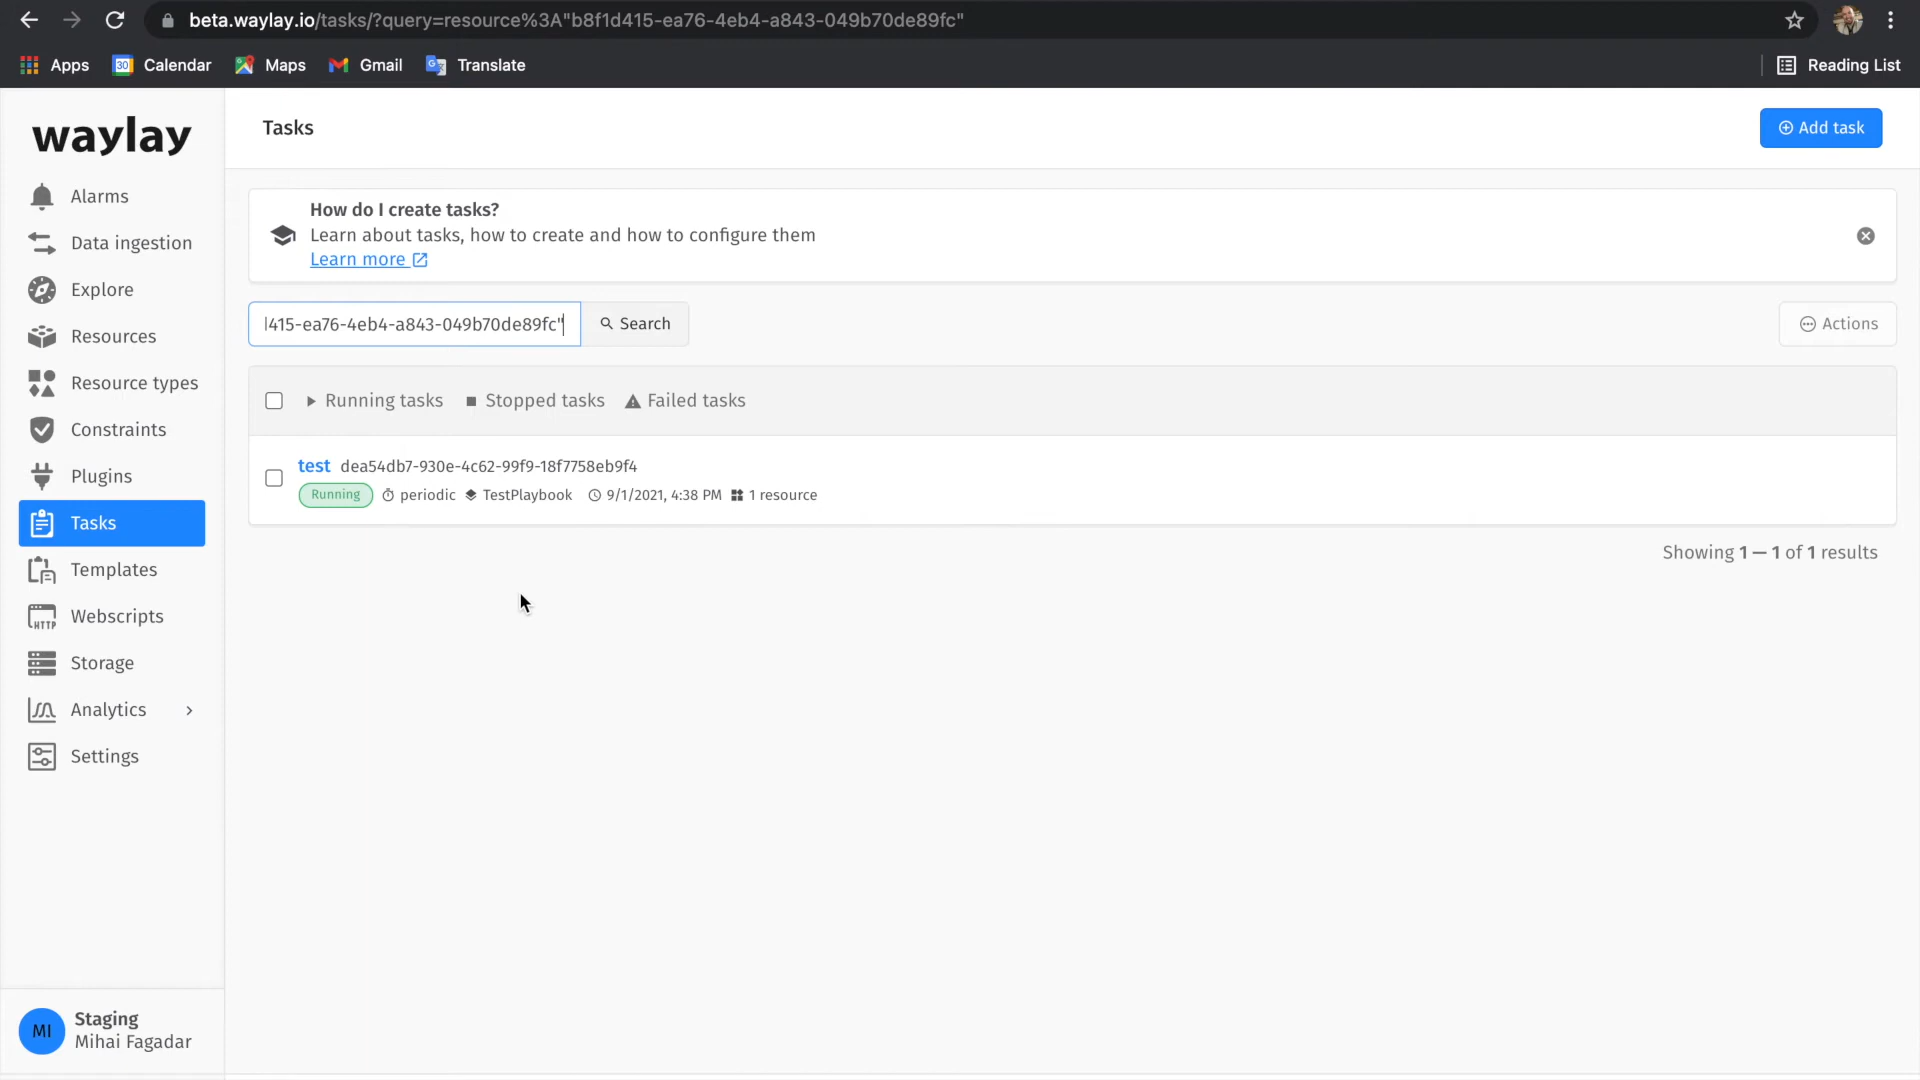 beta.waylay.io/tasks/?query=resource%3A"b8f1d415-ea76-4eb4-a843-049b70de89fc"
Apps
30 Calendar
Maps
Gmail
Translate
Reading List
waylay
Alarms
Data ingestion
Explore
Resources
Resource types
Constraints
Plugins
Tasks
Templates
HTTP Webscripts
Storage
Analytics
Settings
MI
Staging
Mihai Fagadar
Tasks
Add task
How do I create tasks?
Learn about tasks, how to create and how to configure them
Learn more
415-ea76-4eb4-a843-049b70de89fc"
Search
Actions
Running tasks Stopped tasks Failed tasks
test dea54db7-930e-4c62-99f9-18f7758eb9f4
Running periodic TestPlaybook 9/1/2021, 4:38 PM 1 resource
Showing 1 — 1 of 1 results